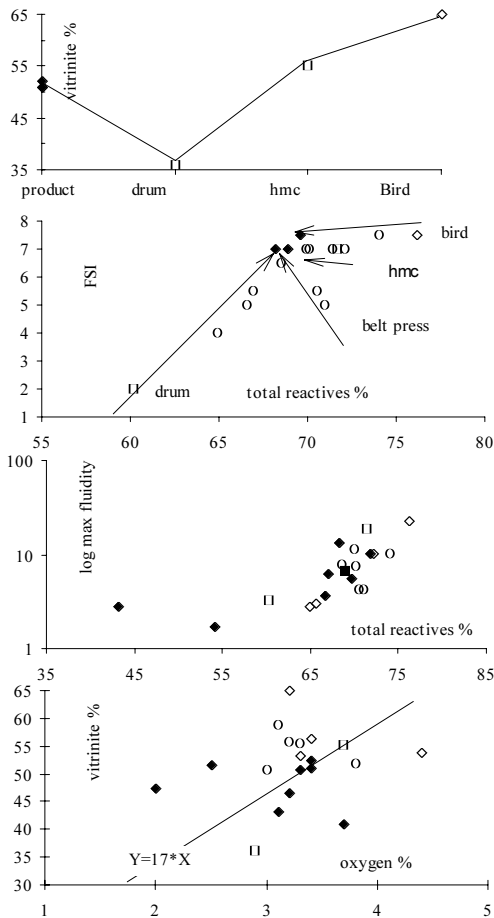 65
55
45
35
vitrinite %
product drum hmc Bird
8
7
6
5
4
3
2
1
FSI
bird
hmc
belt press
drum
total reactives %
55 60 65 70 75 80
100
10
1
log max fluidity
total reactives %
35 45 55 65 75 85
65
60
55
50
45
40
35
30
vitrinite %
Y=17*X
oxygen %
1 2 3 4 5